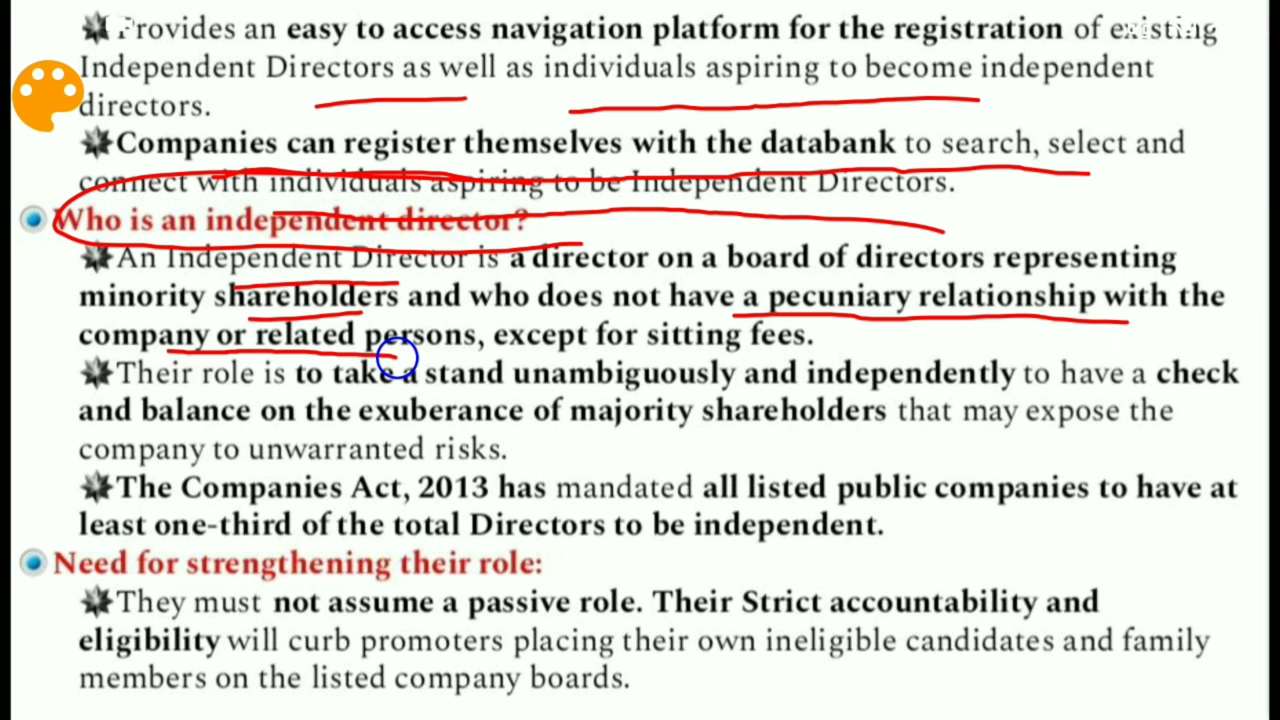 Provides an easy to access navigation platform for the registration of existing
Independent Directors as well as individuals aspiring to become independent
directors.
Companies can register themselves with the databank to search, select and
connect with individuals aspiring to be Independent Directors.
Who is an independent director?
An Independent Director is a director on a board of directors representing
minority shareholders and who does not have a pecuniary relationship with the
company or related persons, except for sitting fees.
Their role is to take a stand unambiguously and independently to have a check
and balance on the exuberance of majority shareholders that may expose the
company to unwarranted risks.
The Companies Act, 2013 has mandated all listed public companies to have at
least one-third of the total Directors to be independent.
Need for strengthening their role:
They must not assume a passive role. Their Strict accountability and
eligibility will curb promoters placing their own ineligible candidates and family
members on the listed company boards.